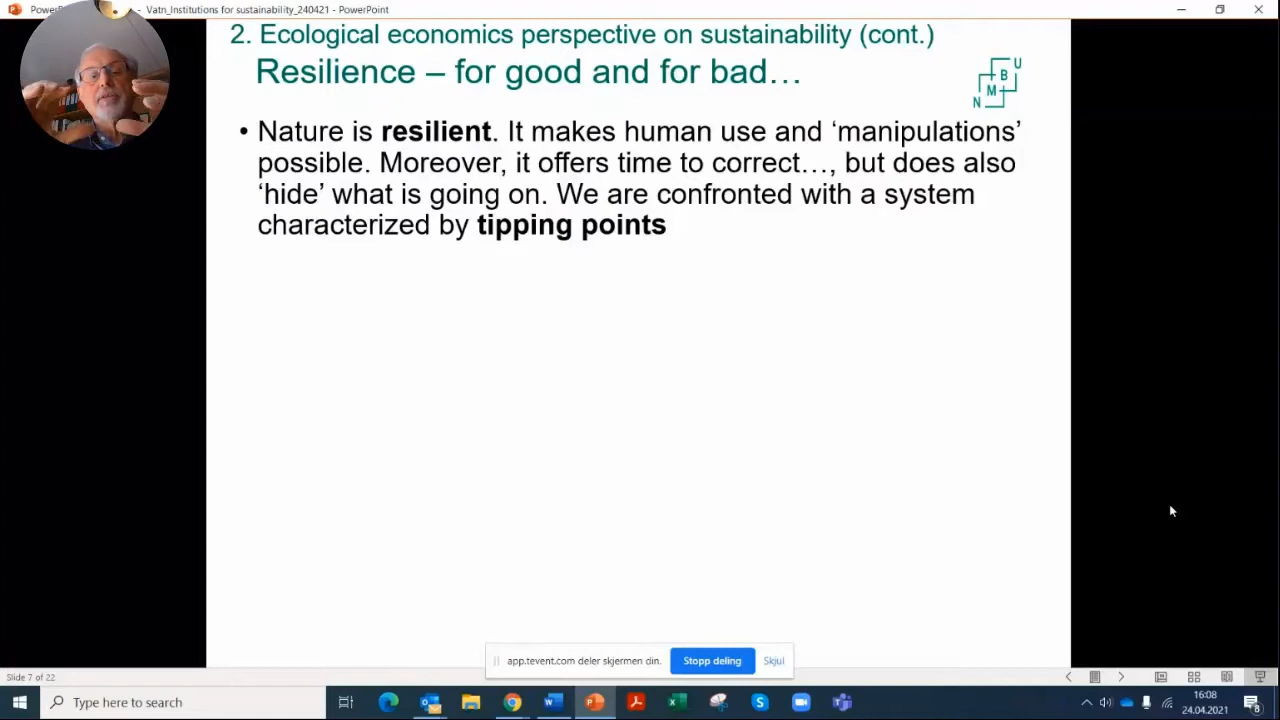 PowerPoint
- Vatn_Institutions for sustainability_240421 - PowerPoint
2. Ecological economics perspective on sustainability (cont.)
Resilience – for good and for bad…
N M B U
• Nature is resilient. It makes human use and ‘manipulations’
possible. Moreover, it offers time to correct…, but does also
‘hide’ what is going on. We are confronted with a system
characterized by tipping points
app.tevent.com deler skjermen din.
Stopp deling
Skjul
Slide 7 of 22
Type here to search
16:08
24.04.2021
8